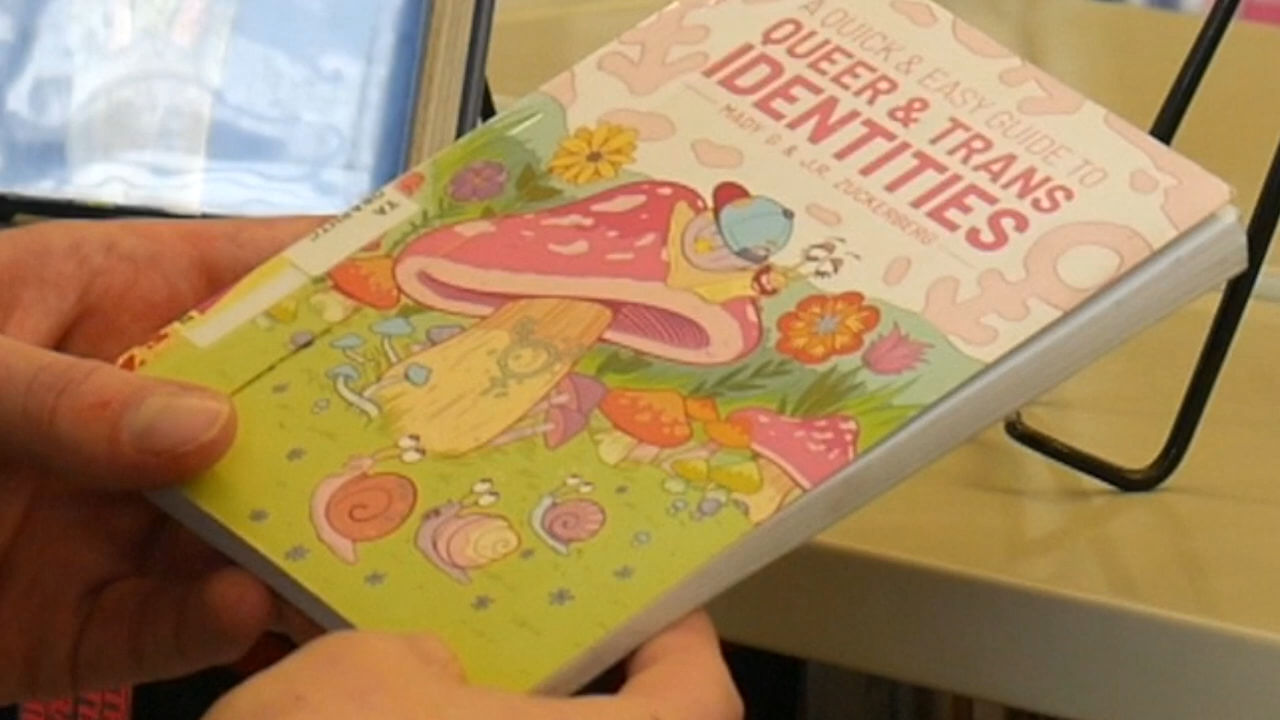 A QUICK & EASY GUIDE TO
QUEER & TRANS
IDENTITIES
MADY G & J.R. ZUCKERBERG